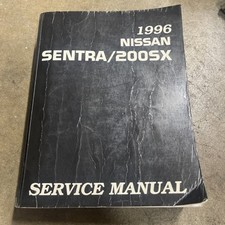 1996
NISSAN
SENTRA/200SX
SERVICE MANUAL